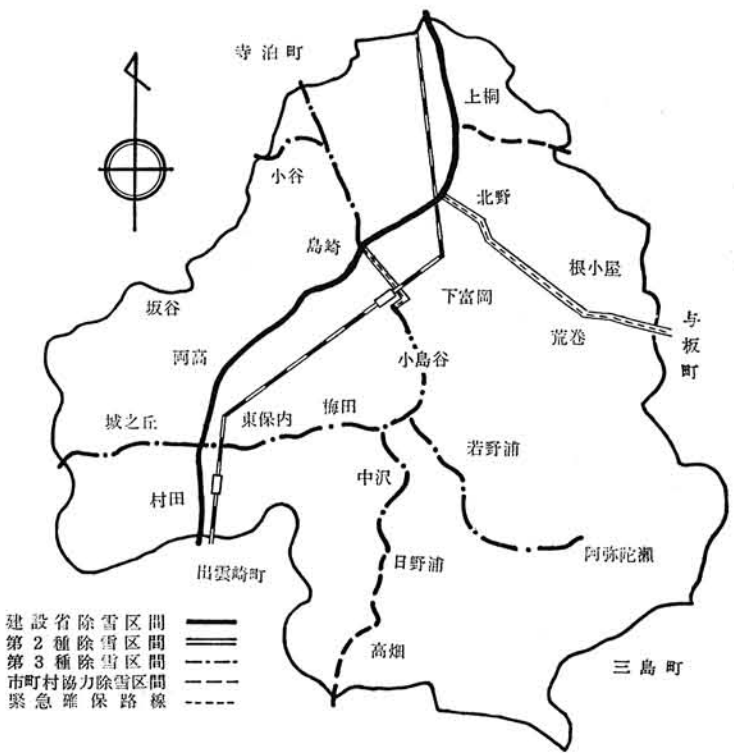 寺泊町
上桐
小谷
北野
島崎
根小屋
下富岡
坂谷
与板町
荒巻
両高
小島谷
梅田
城之丘
東保内
若野浦
中沢
村田
阿弥陀瀬
日野浦
出雲崎町
高畑
三島町
建設省除雪区間
第2種除雪区間
第3種除雪区間
市町村協力除雪区間
緊急確保路線